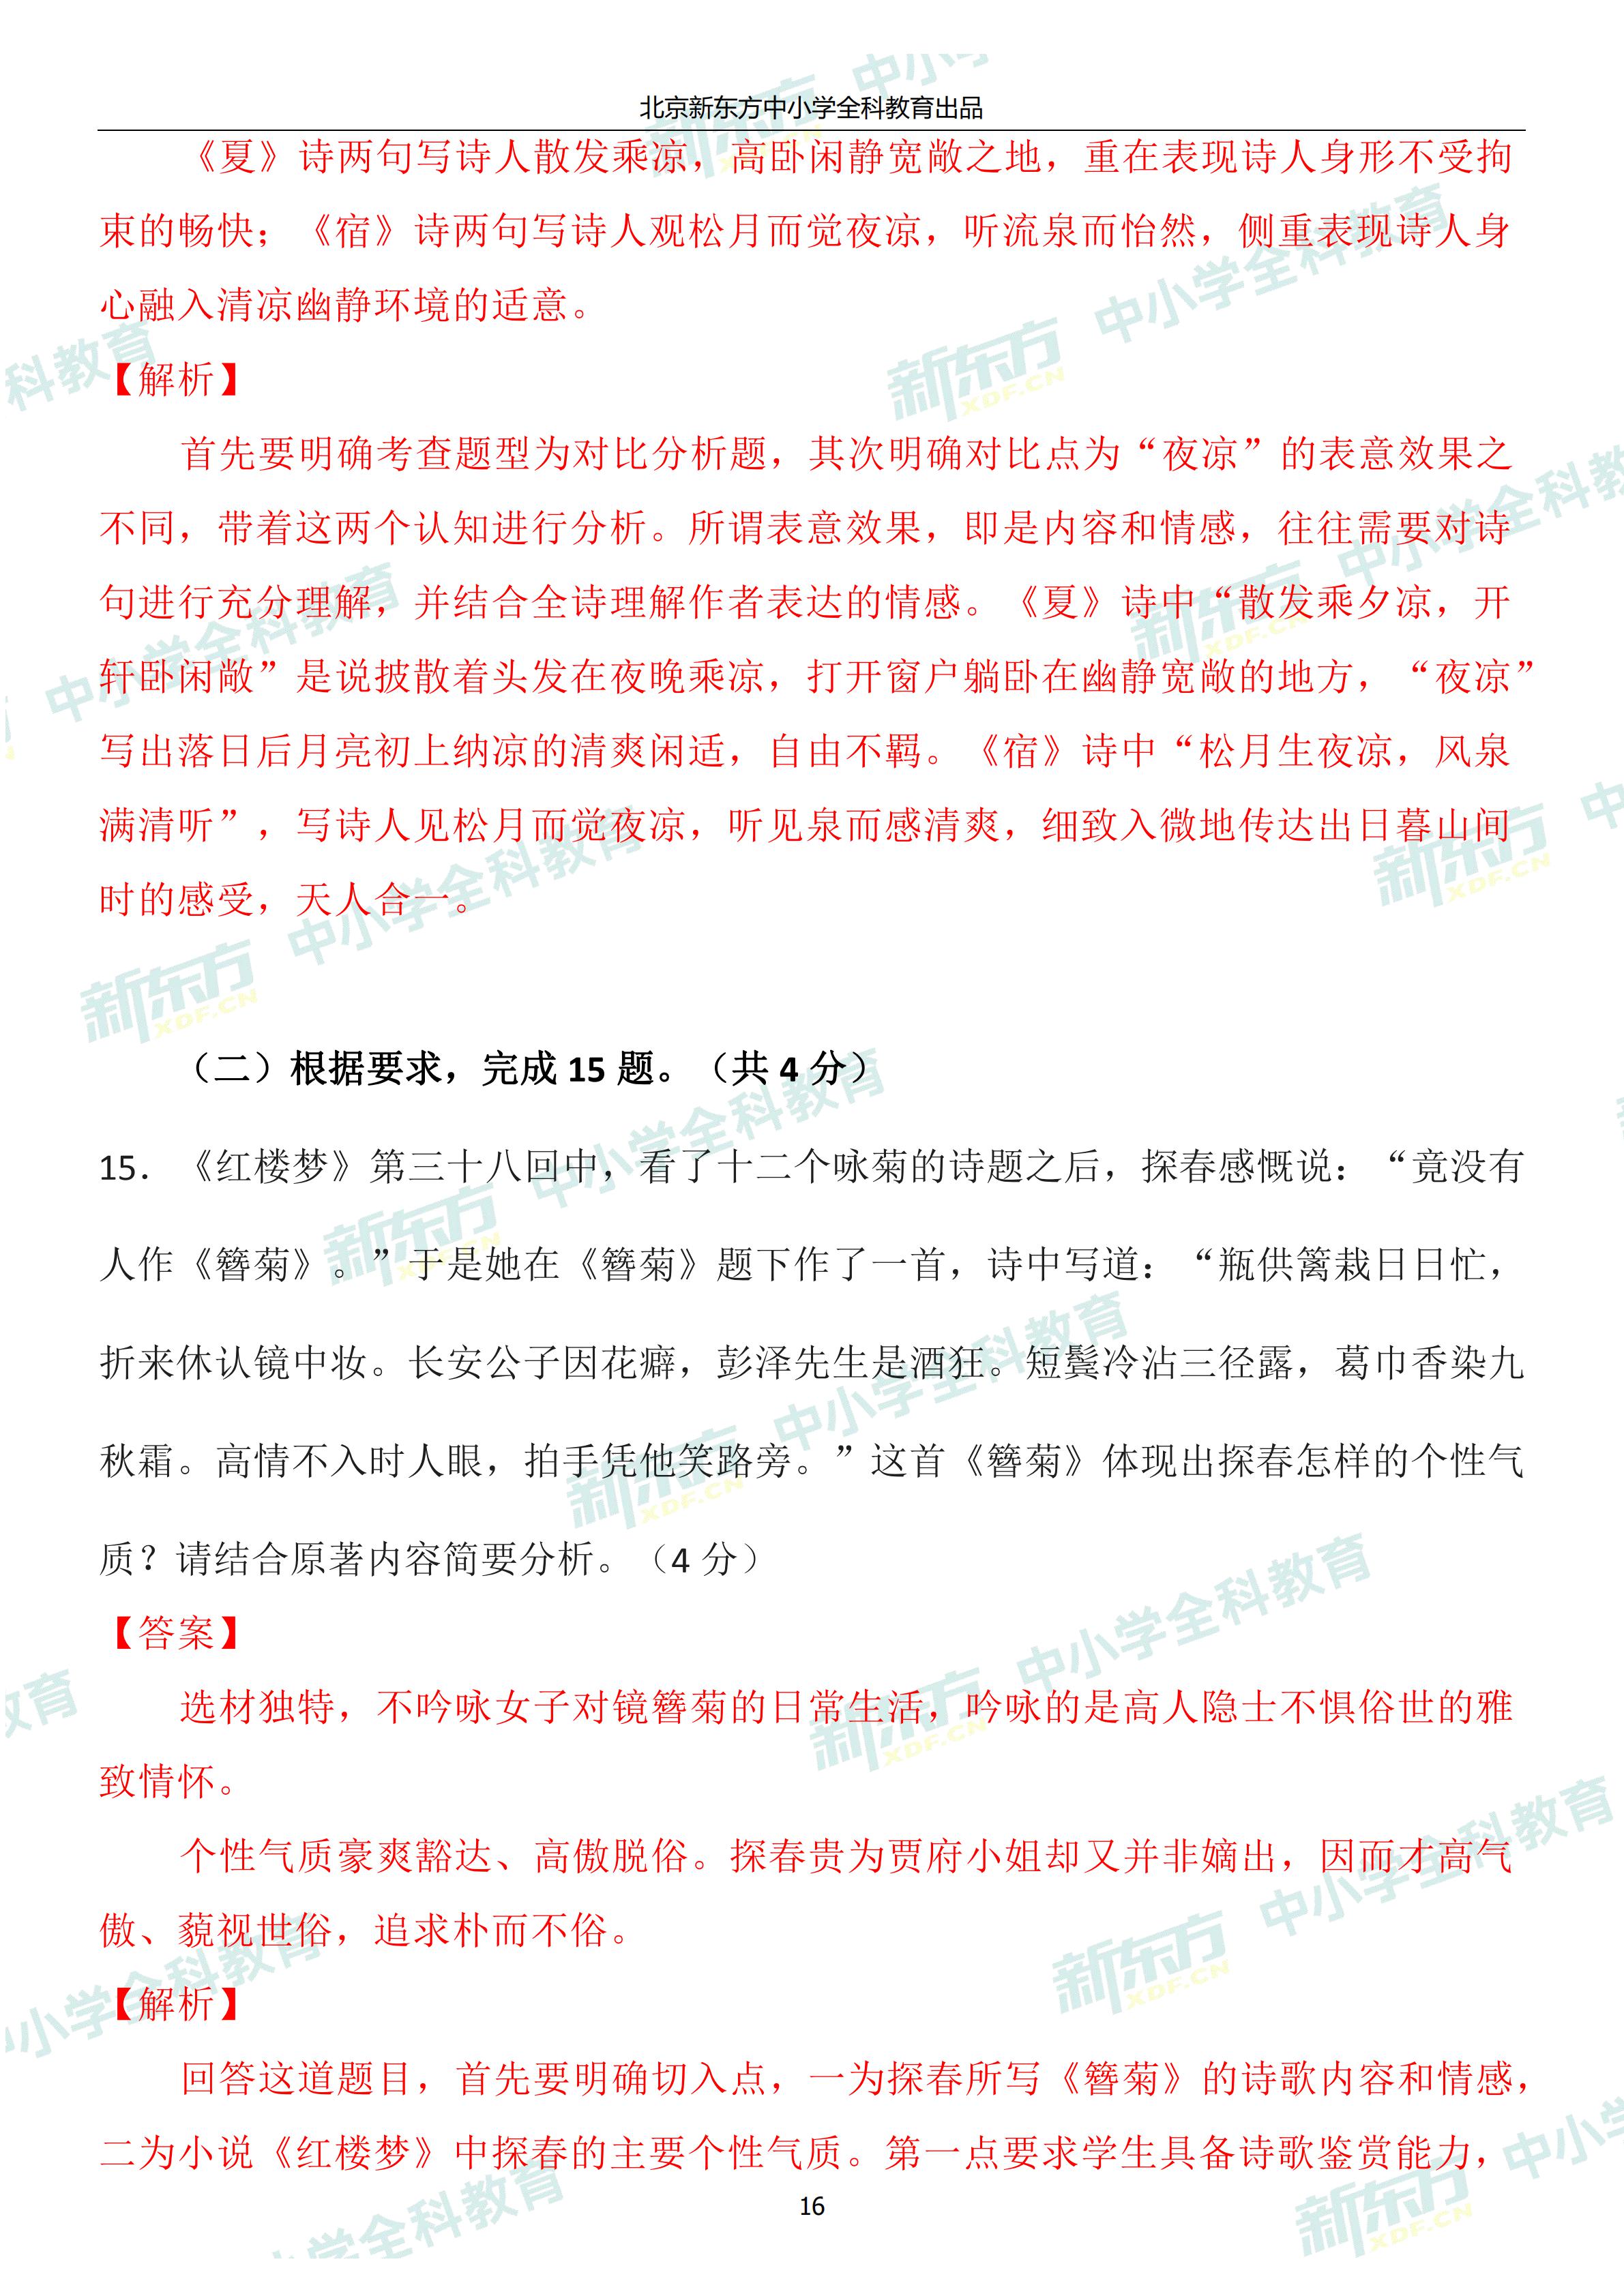 北京新东方中小学全科教育出品
《夏》诗两句写诗人散发乘凉，高卧闲静宽敞之地，重在表现诗人身形不受拘
束的畅快；《宿》诗两句写诗人观松月而觉夜凉，听流泉而怡然，侧重表现诗人身
心融入清凉幽静环境的适意。
【解析】
首先要明确考查题型为对比分析题，其次明确对比点为“夜凉”的表意效果之
不同，带着这两个认知进行分析。所谓表意效果，即是内容和情感，往往需要对诗
句进行充分理解，并结合全诗理解作者表达的情感。《夏》诗中“散发乘夕凉，开
轩卧闲敞”是说披散着头发在夜晚乘凉，打开窗户躺卧在幽静宽敞的地方，“夜凉”
写出落日后月亮初上纳凉的清爽闲适，自由不羁。《宿》诗中“松月生夜凉，风泉
满清听”，写诗人见松月而觉夜凉，听见泉而感清爽，细致入微地传达出日暮山间
时的感受，天人合一。
（二）根据要求，完成 15 题。（共 4 分）
15．《红楼梦》第三十八回中，看了十二个咏菊的诗题之后，探春感慨说：“竟没有
人作《簪菊》。”于是她在《簪菊》题下作了一首，诗中写道：“瓶供篱栽日日忙，
折来休认镜中妆。长安公子因花癖，彭泽先生是酒狂。短鬓冷沾三径露，葛巾香染九
秋霜。高情不入时人眼，拍手凭他笑路旁。”这首《簪菊》体现出探春怎样的个性气
质？请结合原著内容简要分析。（4 分）
【答案】
选材独特，不吟咏女子对镜簪菊的日常生活，吟咏的是高人隐士不惧俗世的雅
致情怀。
个性气质豪爽豁达、高傲脱俗。探春贵为贾府小姐却又并非嫡出，因而才高气
傲、藐视世俗，追求朴而不俗。
【解析】
回答这道题目，首先要明确切入点，一为探春所写《簪菊》的诗歌内容和情感，
二为小说《红楼梦》中探春的主要个性气质。第一点要求学生具备诗歌鉴赏能力，
16